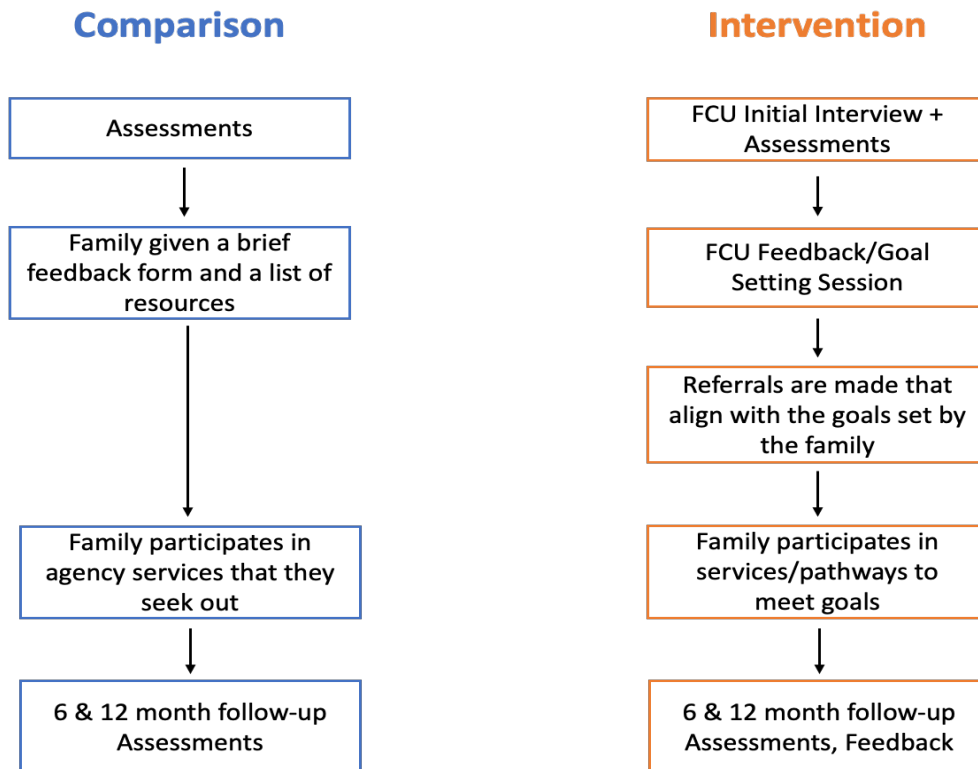 Comparison
Assessments
Family given a brief
feedback form and a list of
resources
Family participates in
agency services that they
seek out
6 & 12 month follow-up
Assessments
Intervention
FCU Initial Interview +
Assessments
FCU Feedback/Goal
Setting Session
Referrals are made that
align with the goals set by
the family
Family participates in
services/pathways to
meet goals
6 & 12 month follow-up
Assessments, Feedback